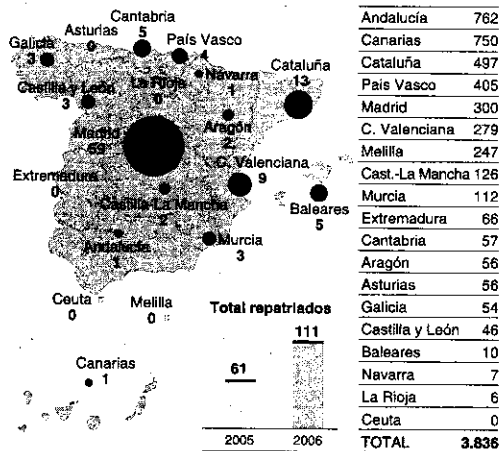 Cantabria
5
Asturias
0
País Vasco
4
Galicia
3
La Rioja
0
Navarra
1
Cataluña
13
Castilla y León
3
Aragón
2
Madrid
59
C. Valenciana
9
Extremadura
0
Castilla-La Mancha
2
Baleares
5
Andalucía
1
Murcia
3
Ceuta
0
Melilla
0
Canarias
1
Total repatriados
61
111
2005
2006
Andalucía 762
Canarias 750
Cataluña 497
País Vasco 405
Madrid 300
C. Valenciana 279
Melilla 247
Cast.-La Mancha 126
Murcia 112
Extremadura 66
Cantabria 57
Aragón 56
Asturias 56
Galicia 54
Castilla y León 46
Baleares 10
Navarra 7
La Rioja 6
Ceuta 0
TOTAL 3.836